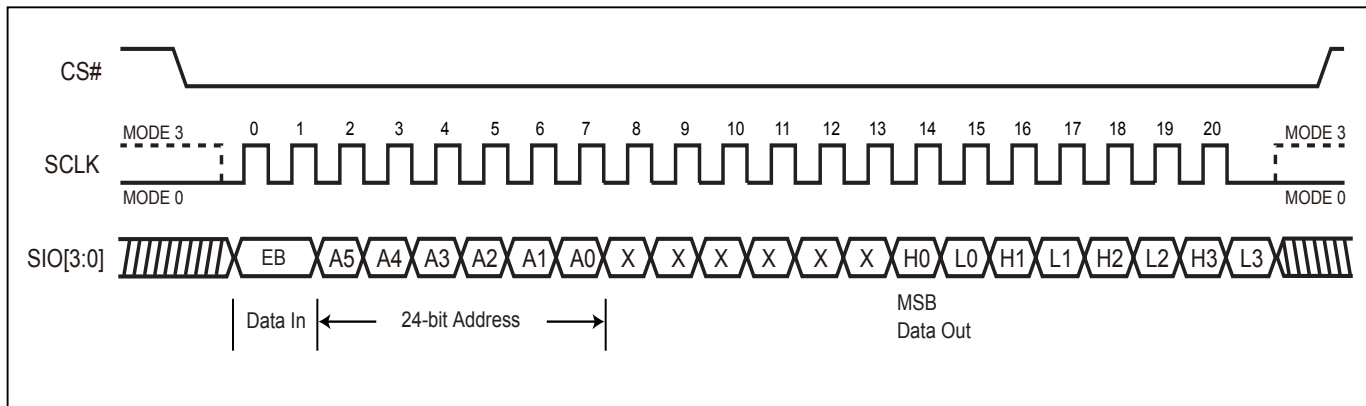 CS#
MODE 3
0 1 2 3 4 5 6 7 8 9 10 11 12 13 14 15 16 17 18 19 20
MODE 3
SCLK
MODE 0
MODE 0
SIO[3:0]
EB A5 A4 A3 A2 A1 A0 X X X X X X H0 L0 H1 L1 H2 L2 H3 L3
Data In
24-bit Address
MSB
Data Out